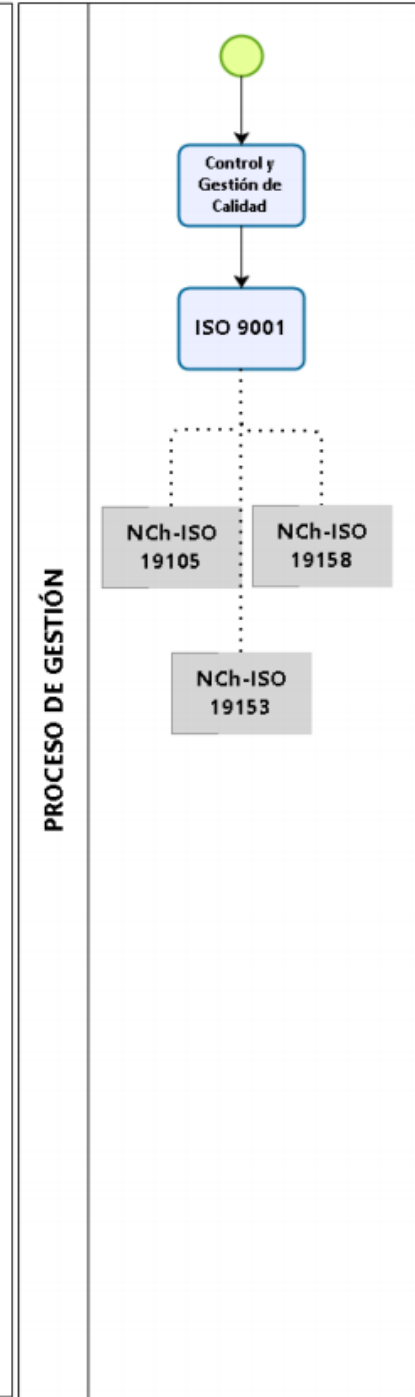 PROCESO DE GESTIÓN
Control y
Gestión de
Calidad
ISO 9001
NCh-ISO
19105
NCh-ISO
19158
NCh-ISO
19153